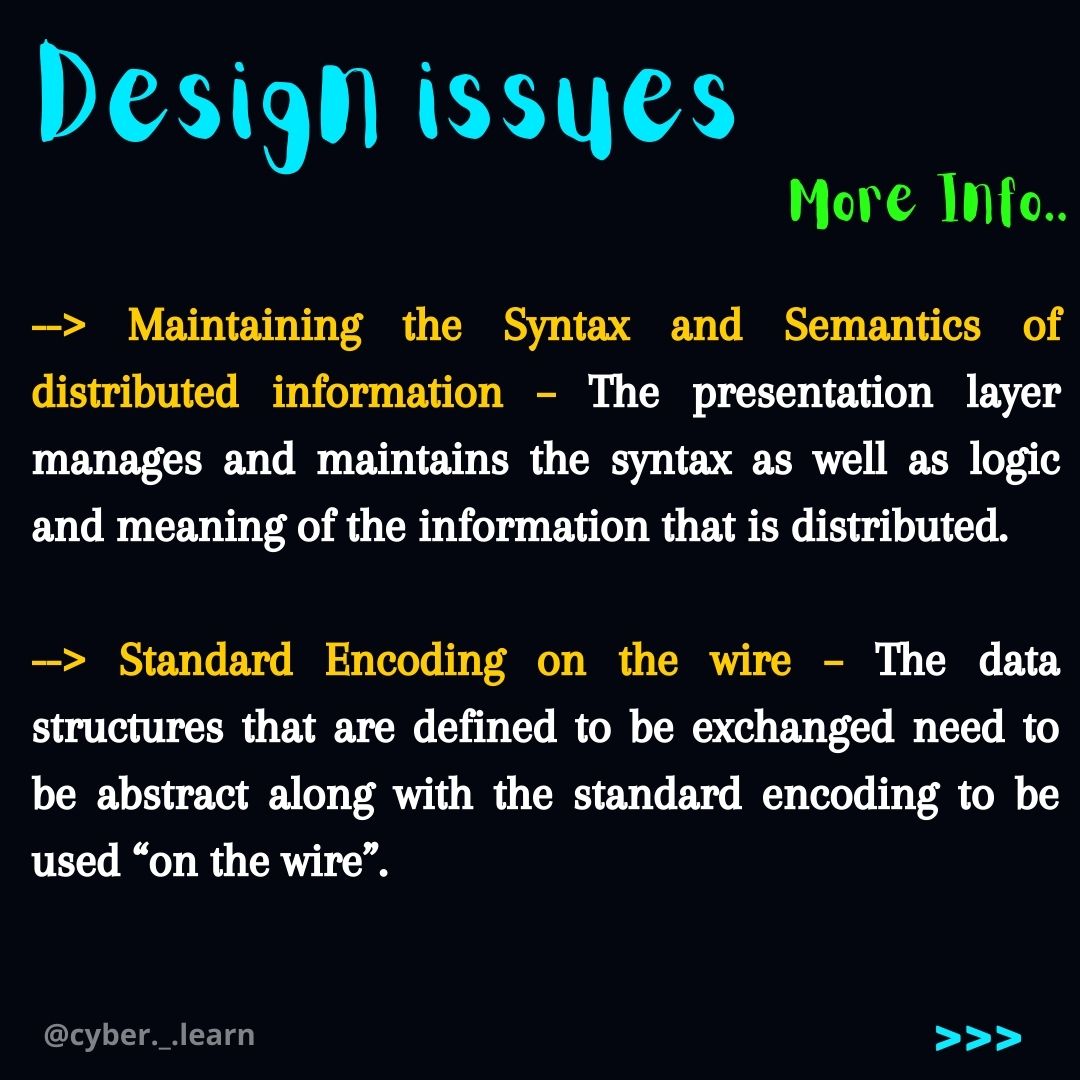 Design issues
More Info..
--> Maintaining the Syntax and Semantics of
distributed information – The presentation layer
manages and maintains the syntax as well as logic
and meaning of the information that is distributed.
--> Standard Encoding on the wire – The data
structures that are defined to be exchanged need to
be abstract along with the standard encoding to be
used “on the wire”.
@cyber._.learn
>>>